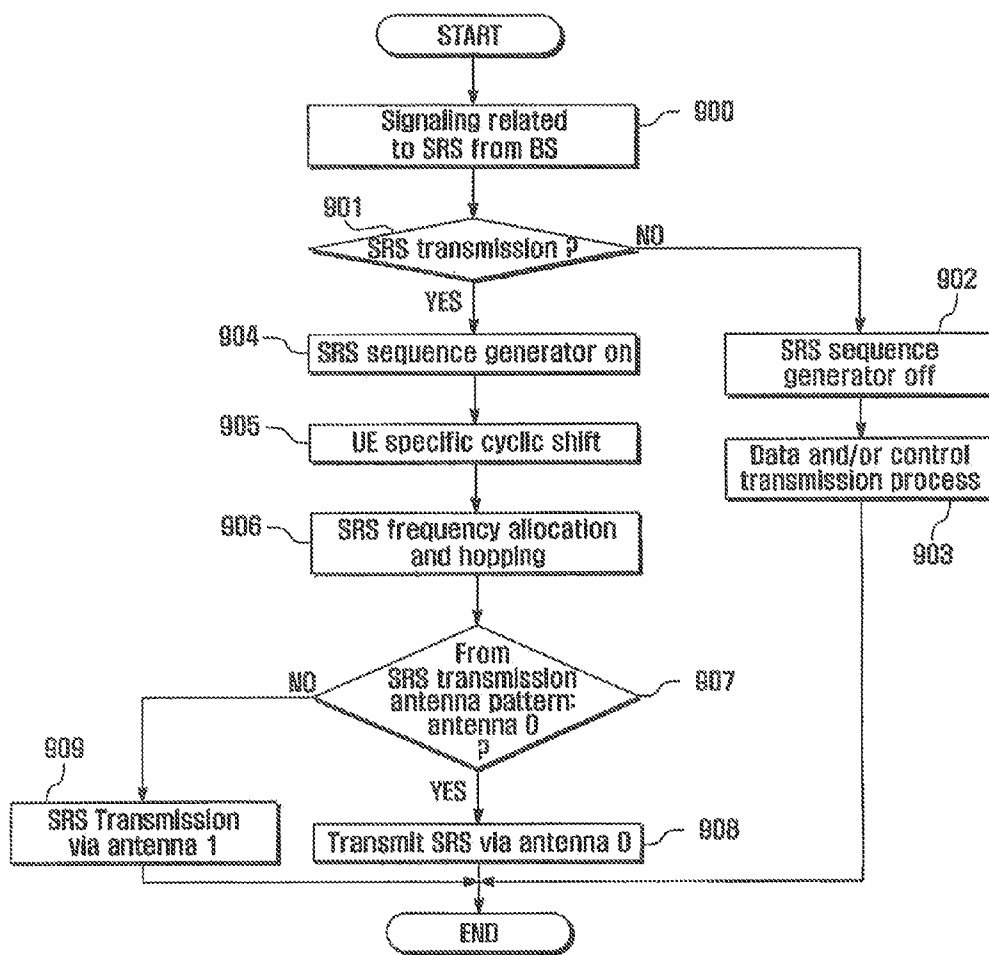 START
900
Signaling related
to SRS from BS
901
SRS transmission ?
NO
YES
902
904
SRS sequence generator on
SRS sequence
generator off
905
UE specific cyclic shift
Data and/or control
transmission process
903
906
SRS frequency allocation
and hopping
From
SRS transmission
antenna pattern:
antenna 0
?
907
NO
YES
909
SRS Transmission
via antenna 1
Transmit SRS via antenna 0
908
END